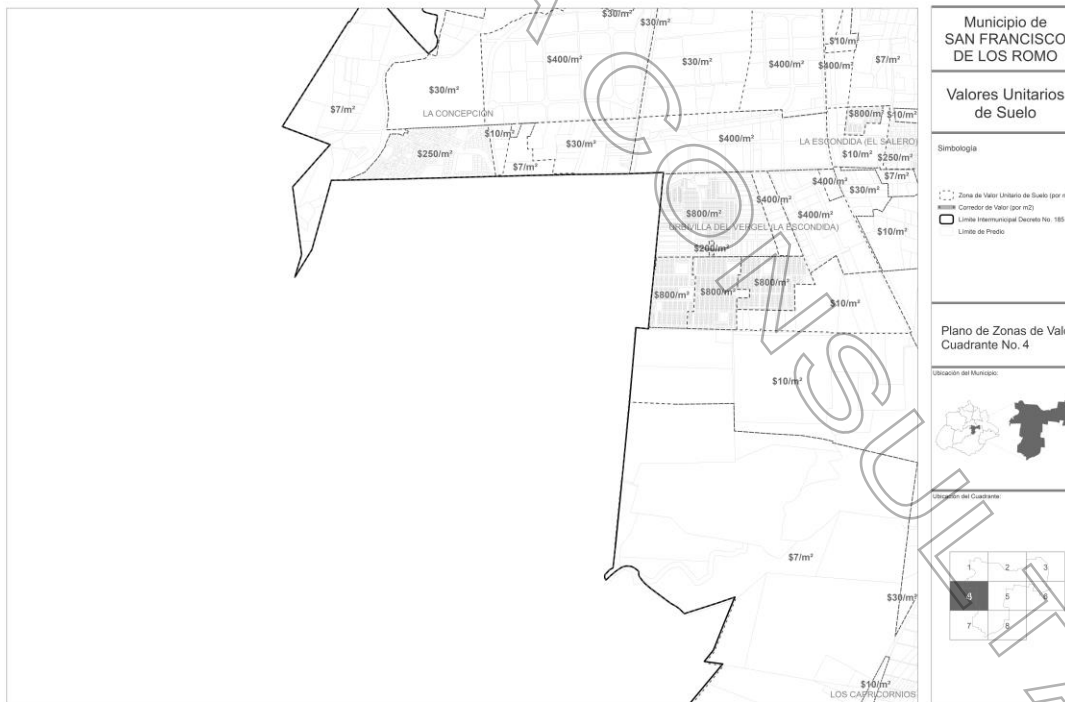 $30/m²
$30/m²
$10/m²
$400/m²
$30/m²
$400/m²
$400/m²
$7/m²
$30/m²
$7/m²
LA CONCEPCIÓN
$800/m²
$10/m²
$10/m²
$400/m²
$30/m²
LA ESCONDIDA (EL SALERO)
$250/m²
$10/m²
$250/m²
$7/m²
$7/m²
$400/m²
$30/m²
$400/m²
$800/m²
$400/m²
URBIVILLA DEL VERGEL (LA ESCONDIDA)
$10/m²
$200/m²
$800/m²
$800/m²
$800/m²
$10/m²
$10/m²
$7/m²
$30/m²
$10/m²
LOS CAPRICORNIOS
Y CONSULTA
Municipio de
SAN FRANCISCO
DE LOS ROMO
Valores Unitarios
de Suelo
Simbología
Zona de Valor Unitario de Suelo (por
Corredor de Valor (por m2)
Límite Intermunicipal Decreto No. 185
Límite de Predio
Plano de Zonas de Val
Cuadrante No. 4
Ubicación del Municipio:
Ubicación del Cuadrante:
1 2 3
4 5 6
7 8